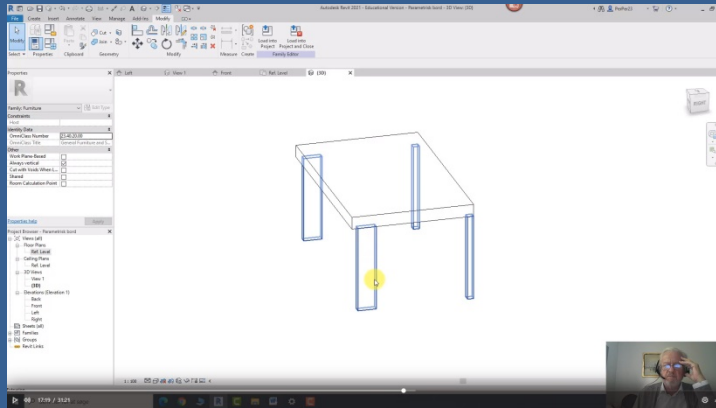 Autodesk Revit 2021 - Educational Version - Parametrisk bord - 3D View: {3D}
File Create Insert Annotate View Manage Add-Ins Modify
Modify
Cut
Join
Load into Project
Load into Project and Close
Select Properties Clipboard Geometry Modify Measure Create Family Editor
Properties
Left View 1 Front Ref. Level {3D}
Family: Furniture Edit Type
Constraints
Host
Identity Data
OmniClass Number 23.40.20.00
OmniClass Title General Furniture and S...
Other
Work Plane-Based
Always vertical
Cut with Voids When L...
Shared
Room Calculation Point
Properties help Apply
Project Browser - Parametrisk bord
Views (all)
Floor Plans
Ref. Level
Ceiling Plans
Ref. Level
3D Views
View 1
{3D}
Elevations (Elevation 1)
Back
Front
Left
Right
Sheets (all)
Families
Groups
Revit Links
17:19 / 31:21